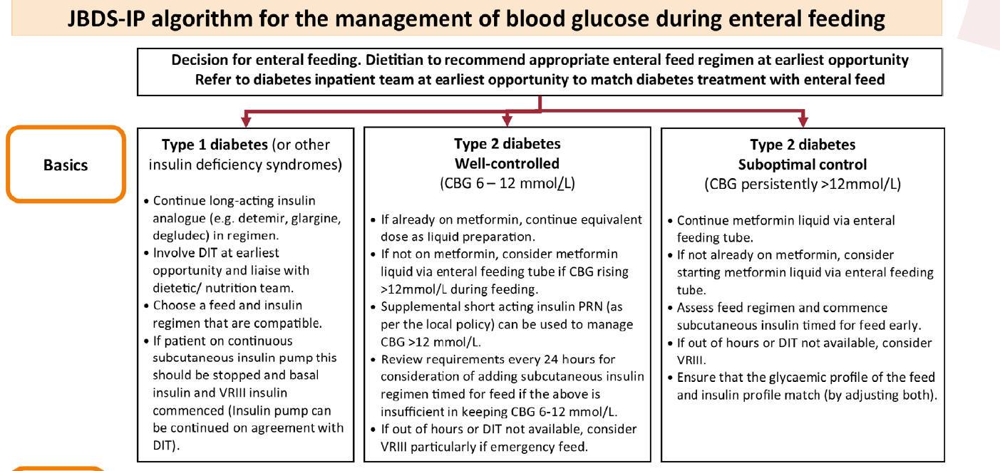 JBDS-IP algorithm for the management of blood glucose during enteral feeding
Decision for enteral feeding. Dietitian to recommend appropriate enteral feed regimen at earliest opportunity
Refer to diabetes inpatient team at earliest opportunity to match diabetes treatment with enteral feed
Basics
Type 1 diabetes (or other
insulin deficiency syndromes)
• Continue long-acting insulin
analogue (e.g. detemir, glargine,
degludec) in regimen.
• Involve DIT at earliest
opportunity and liaise with
dietetic/ nutrition team.
• Choose a feed and insulin
regimen that are compatible.
• If patient on continuous
subcutaneous insulin pump this
should be stopped and basal
insulin and VRIII insulin
commenced (Insulin pump can
be continued on agreement with
DIT).
Type 2 diabetes
Well-controlled
(CBG 6 – 12 mmol/L)
• If already on metformin, continue equivalent
dose as liquid preparation.
• If not on metformin, consider metformin
liquid via enteral feeding tube if CBG rising
>12mmol/L during feeding.
• Supplemental short acting insulin PRN (as
per the local policy) can be used to manage
CBG >12 mmol/L.
• Review requirements every 24 hours for
consideration of adding subcutaneous insulin
regimen timed for feed if the above is
insufficient in keeping CBG 6-12 mmol/L.
• If out of hours or DIT not available, consider
VRIII particularly if emergency feed.
Type 2 diabetes
Suboptimal control
(CBG persistently >12mmol/L)
• Continue metformin liquid via enteral
feeding tube.
• If not already on metformin, consider
starting metformin liquid via enteral feeding
tube.
• Assess feed regimen and commence
subcutaneous insulin timed for feed early.
• If out of hours or DIT not available, consider
VRIII.
• Ensure that the glycaemic profile of the feed
and insulin profile match (by adjusting both).